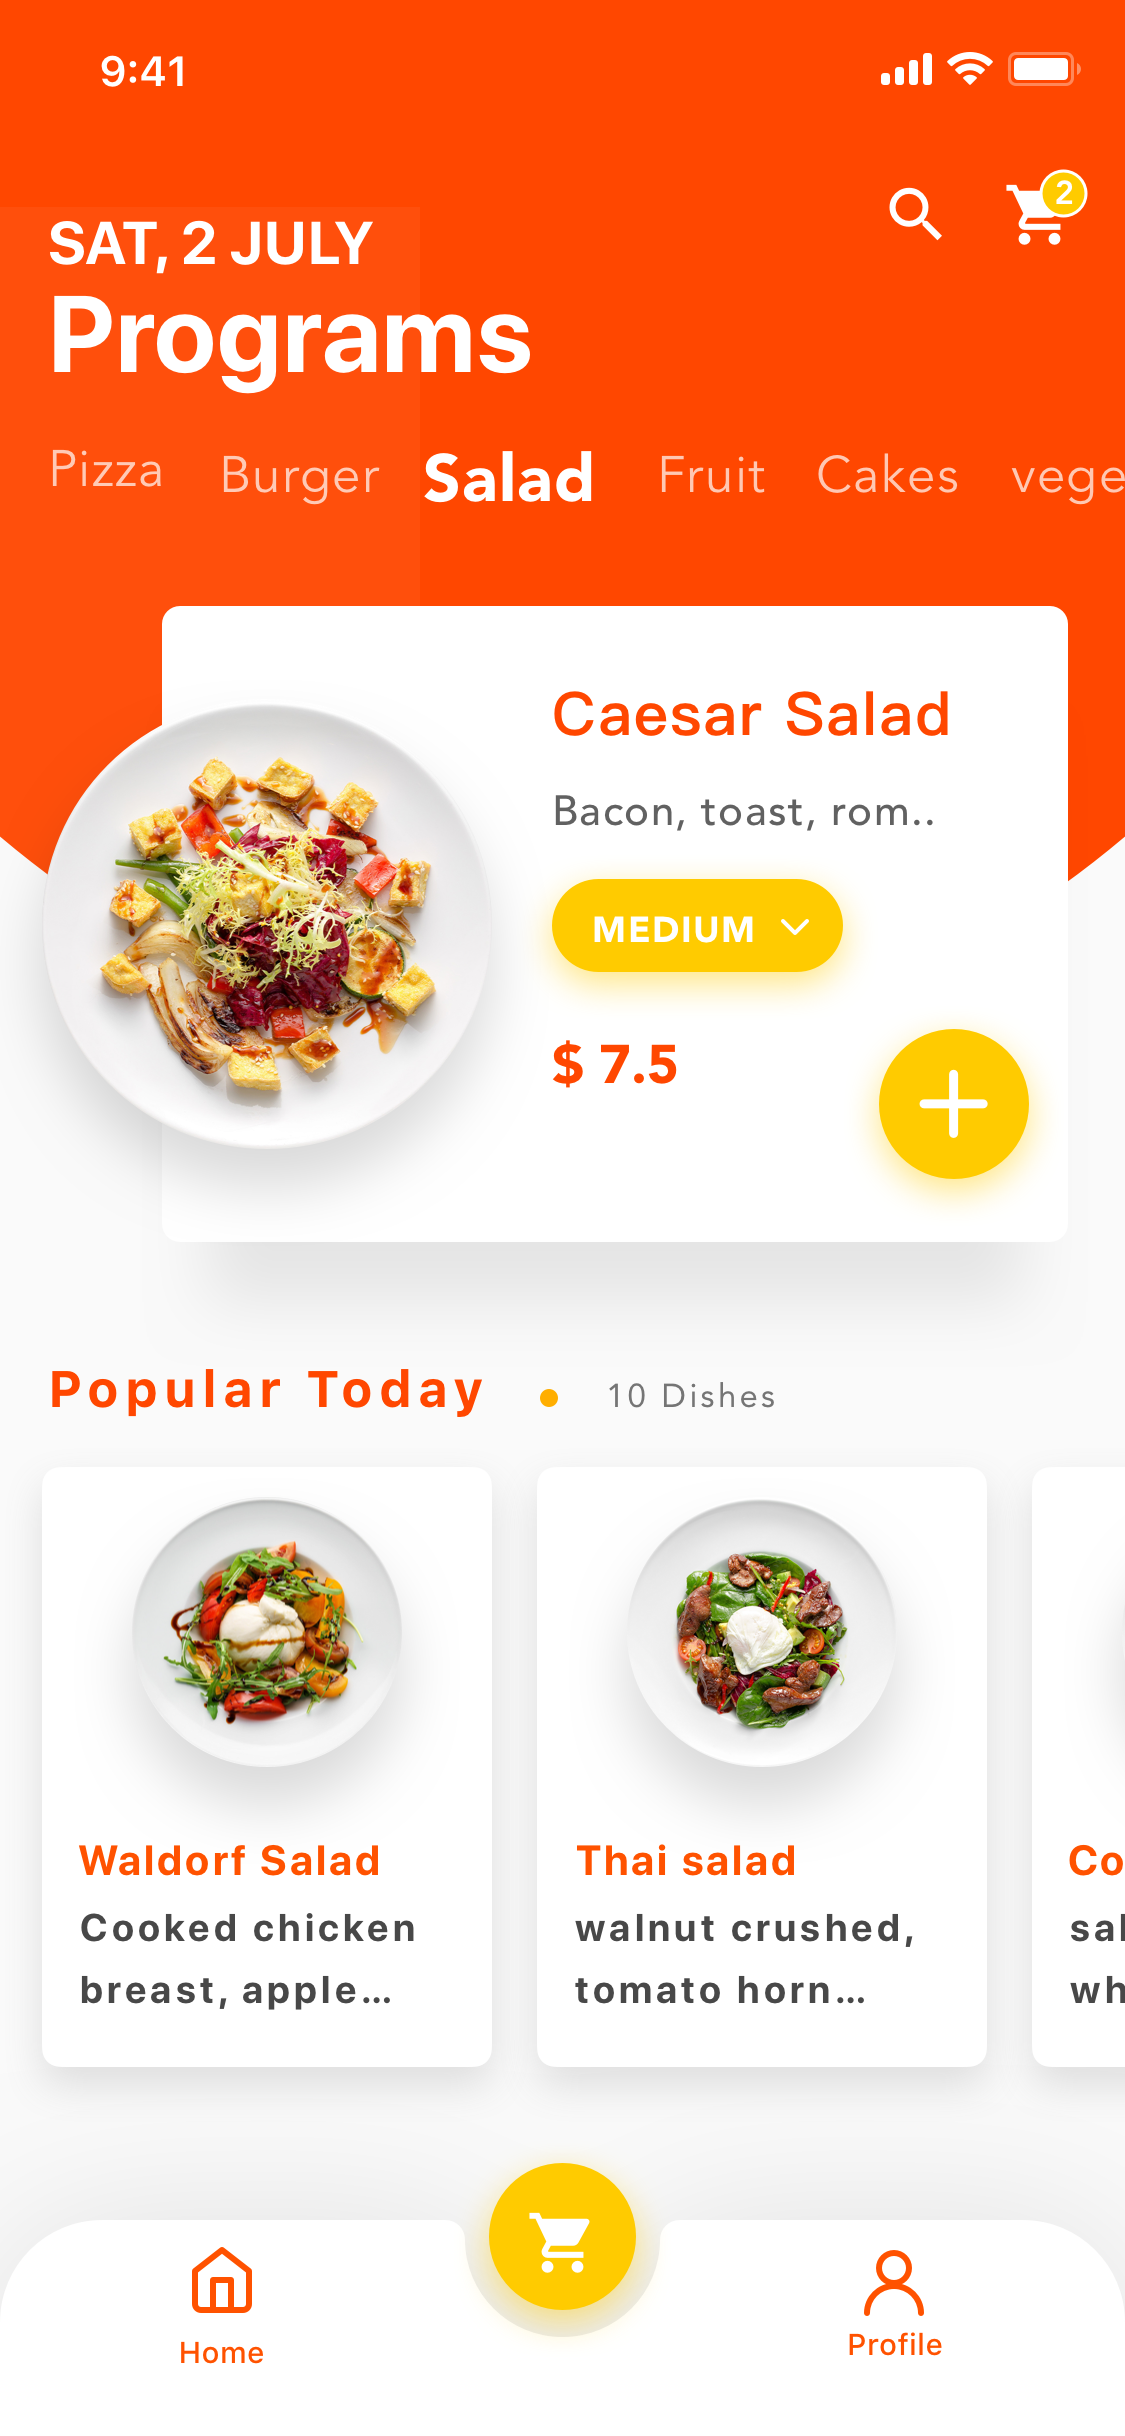 9:41
2
SAT, 2 JULY
Programs
Pizza Burger Salad Fruit Cakes vege
Caesar Salad
Bacon, toast, rom..
MEDIUM
$ 7.5
Popular Today 10 Dishes
Waldorf Salad
Cooked chicken
breast, apple...
Thai salad
walnut crushed,
tomato horn...
Co
sal
wh
Home
Profile